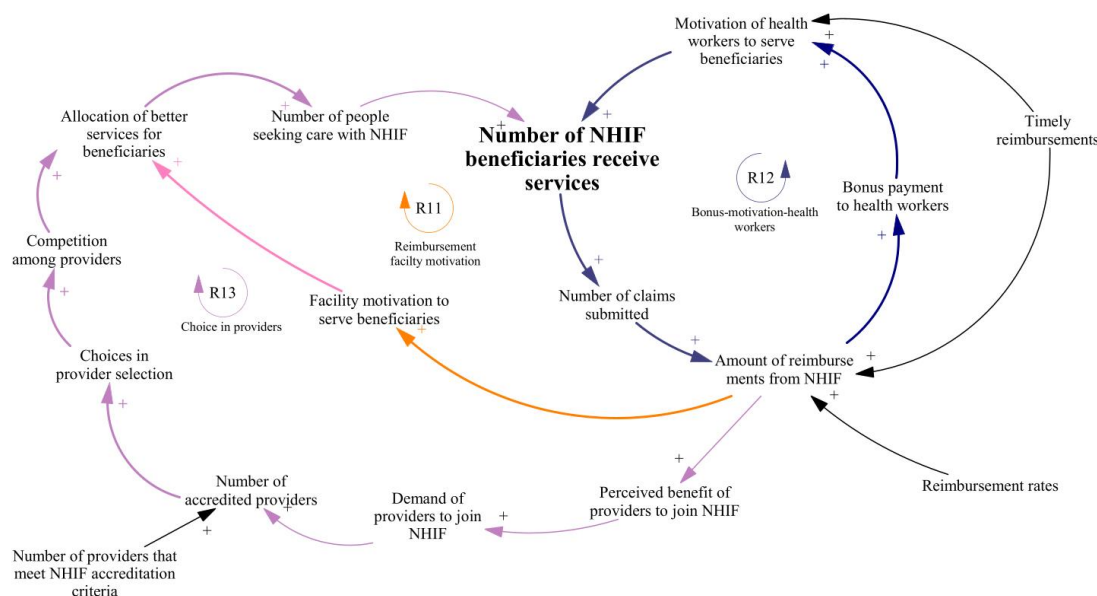 Motivation of health
workers to serve
beneficiaries
+
+
+
Allocation of better
services for
beneficiaries
+
+
Number of people
seeking care with NHIF
+
Number of NHIF
beneficiaries receive
services
Timely
reimbursements
R12
Bonus-motivation-health
workers
Bonus payment
to health workers
+
R11
Reimbursement
facilty motivation
+
Competition
among providers
+
R13
Choice in providers
+
Number of claims
submitted
+
Facility motivation to
serve beneficiaries
+
Choices in
provider selection
+
Amount of reimburse
ments from NHIF
+
+
Reimbursement rates
+
Perceived benefit of
providers to join NHIF
+
Demand of
providers to join
NHIF
+
Number of
accredited providers
+
Number of providers that
meet NHIF accreditation
criteria